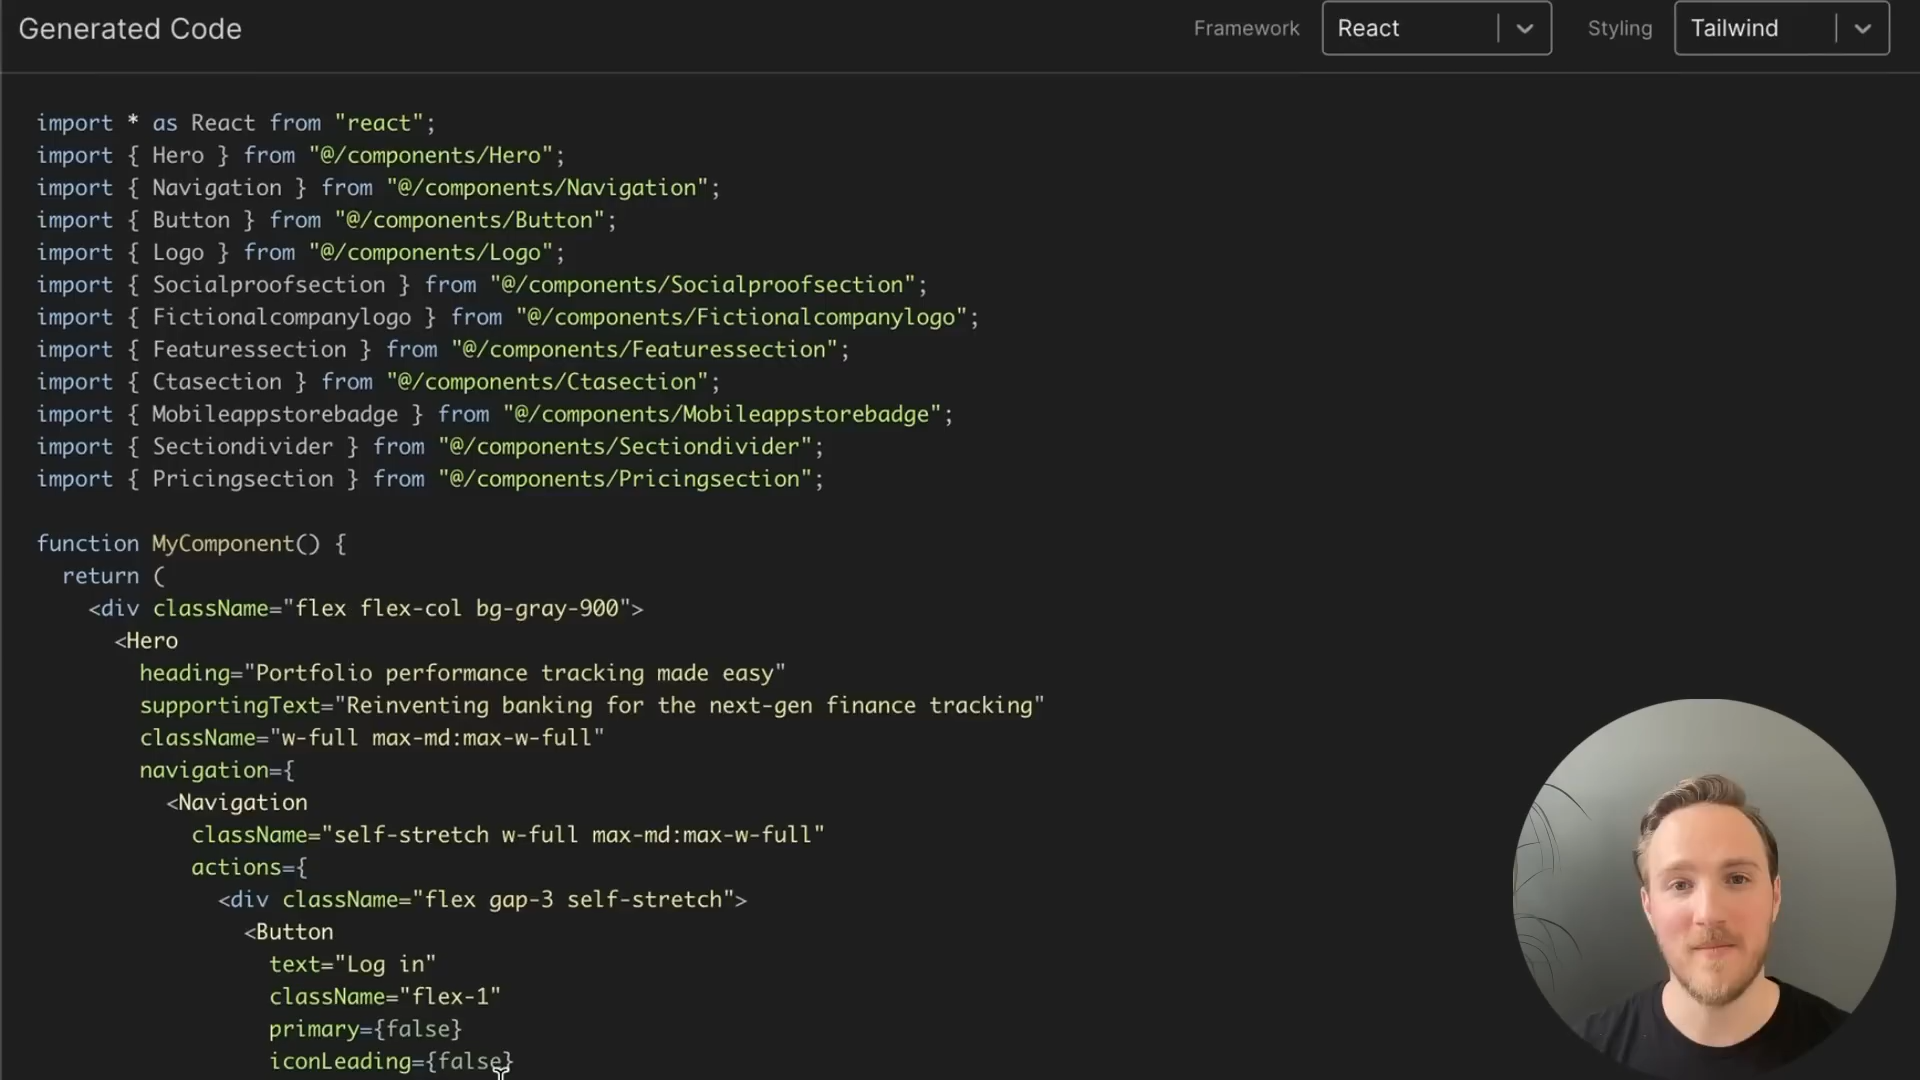 Generated Code
Framework
React
Styling
Tailwind
import * as React from "react";
import { Hero } from "@/components/Hero";
import { Navigation } from "@/components/Navigation";
import { Button } from "@/components/Button";
import { Logo } from "@/components/Logo";
import { Socialproofsection } from "@/components/Socialproofsection";
import { Fictionalcompanylogo } from "@/components/Fictionalcompanylogo";
import { Featuressection } from "@/components/Featuressection";
import { Ctasection } from "@/components/Ctasection";
import { Mobileappstorebadge } from "@/components/Mobileappstorebadge";
import { Sectiondivider } from "@/components/Sectiondivider";
import { Pricingsection } from "@/components/Pricingsection";
function MyComponent() {
return (
<div className="flex flex-col bg-gray-900">
<Hero
heading="Portfolio performance tracking made easy"
supportingText="Reinventing banking for the next-gen finance tracking"
className="w-full max-md:max-w-full"
navigation={
<Navigation
className="self-stretch w-full max-md:max-w-full"
actions={
<div className="flex gap-3 self-stretch">
<Button
text="Log in"
className="flex-1"
primary={false}
iconLeading={false}